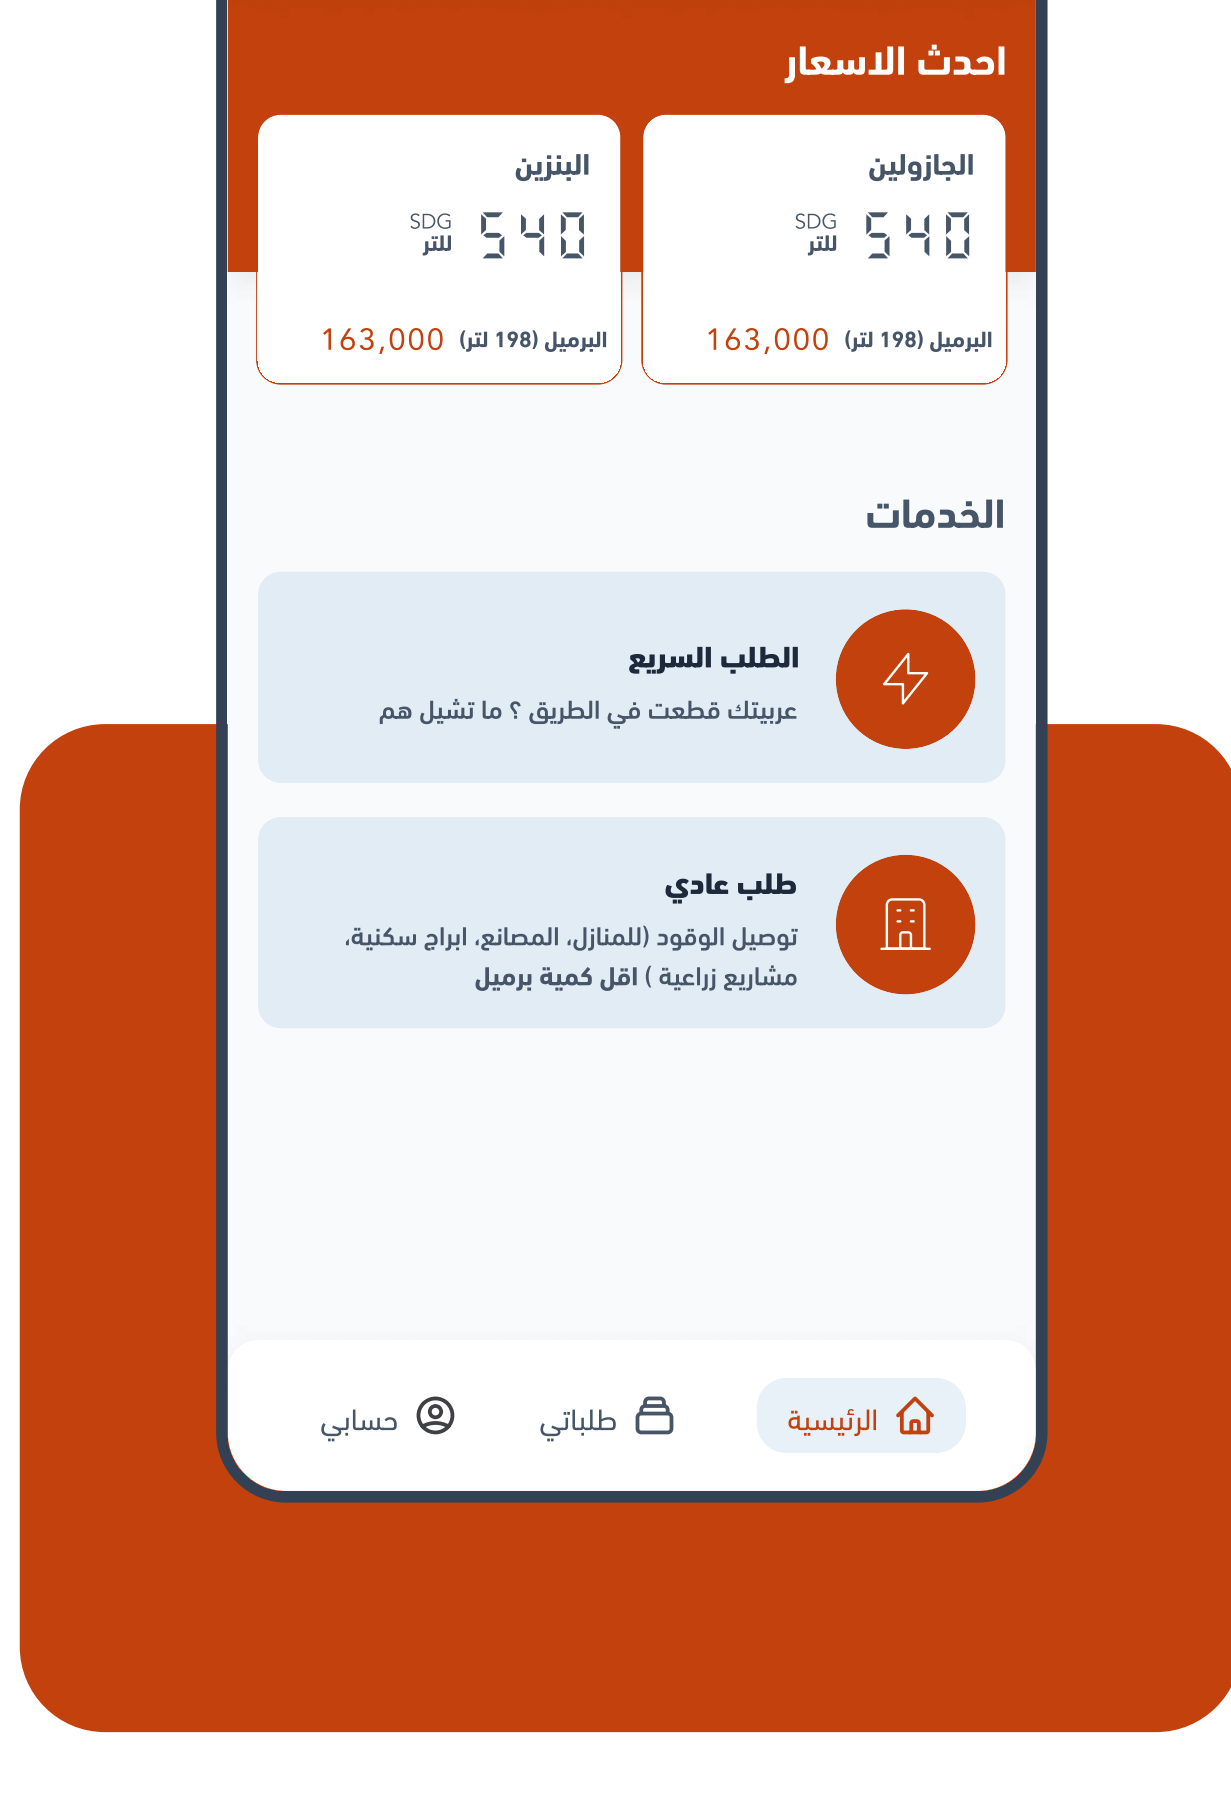 احدث الاسعار
الجازولين
540 SDG للتر
البرميل (198 لتر) 163,000
البنزين
540 SDG للتر
البرميل (198 لتر) 163,000
الخدمات
الطلب السريع
عربيتك قطعت في الطريق ؟ ما تشيل هم
طلب عادي
توصيل الوقود (للمنازل، المصانع، ابراج سكنية،
مشاريع زراعية ) اقل كمية برميل
الرئيسية
طلباتي
حسابي